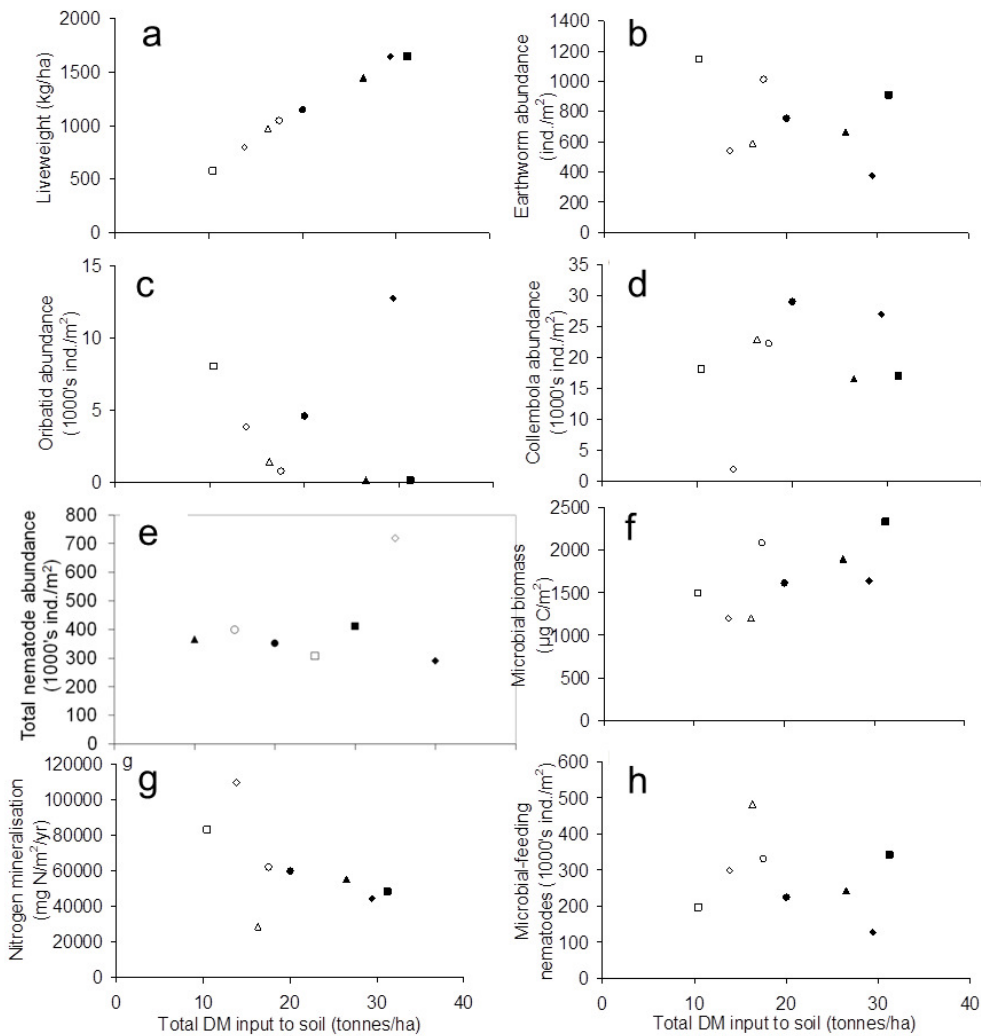 a
Liveweight (kg/ha)
2000
1500
1000
500
0
b
Earthworm abundance
(ind./m²)
1400
1200
1000
800
600
400
200
0
c
Oribatid abundance
(1000's ind./m²)
15
10
5
0
d
Collembola abundance
(1000's ind./m²)
35
30
25
20
15
10
5
0
e
Total nematode abundance
(1000's ind./m²)
800
700
600
500
400
300
200
100
0
f
Microbial biomass
(µg C/m²)
2500
2000
1500
1000
500
0
g
g
Nitrogen mineralisation
(mg N/m²/yr)
120000
100000
80000
60000
40000
20000
0
0 10 20 30 40
Total DM input to soil (tonnes/ha)
h
Microbial-feeding
nematodes (1000's ind./m²)
600
500
400
300
200
100
0
0 10 20 30 40
Total DM input to soil (tonnes/ha)